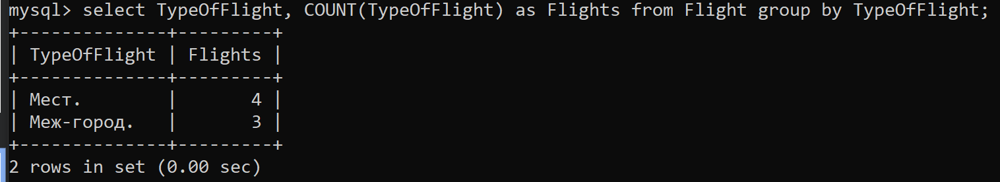 mysql> select TypeOfFlight, COUNT(TypeOfFlight) as Flights from Flight group by TypeOfFlight;
+--------------+---------+
| TypeOfFlight | Flights |
+--------------+---------+
| Мест.        |       4 |
| Меж-город.   |       3 |
+--------------+---------+
2 rows in set (0.00 sec)